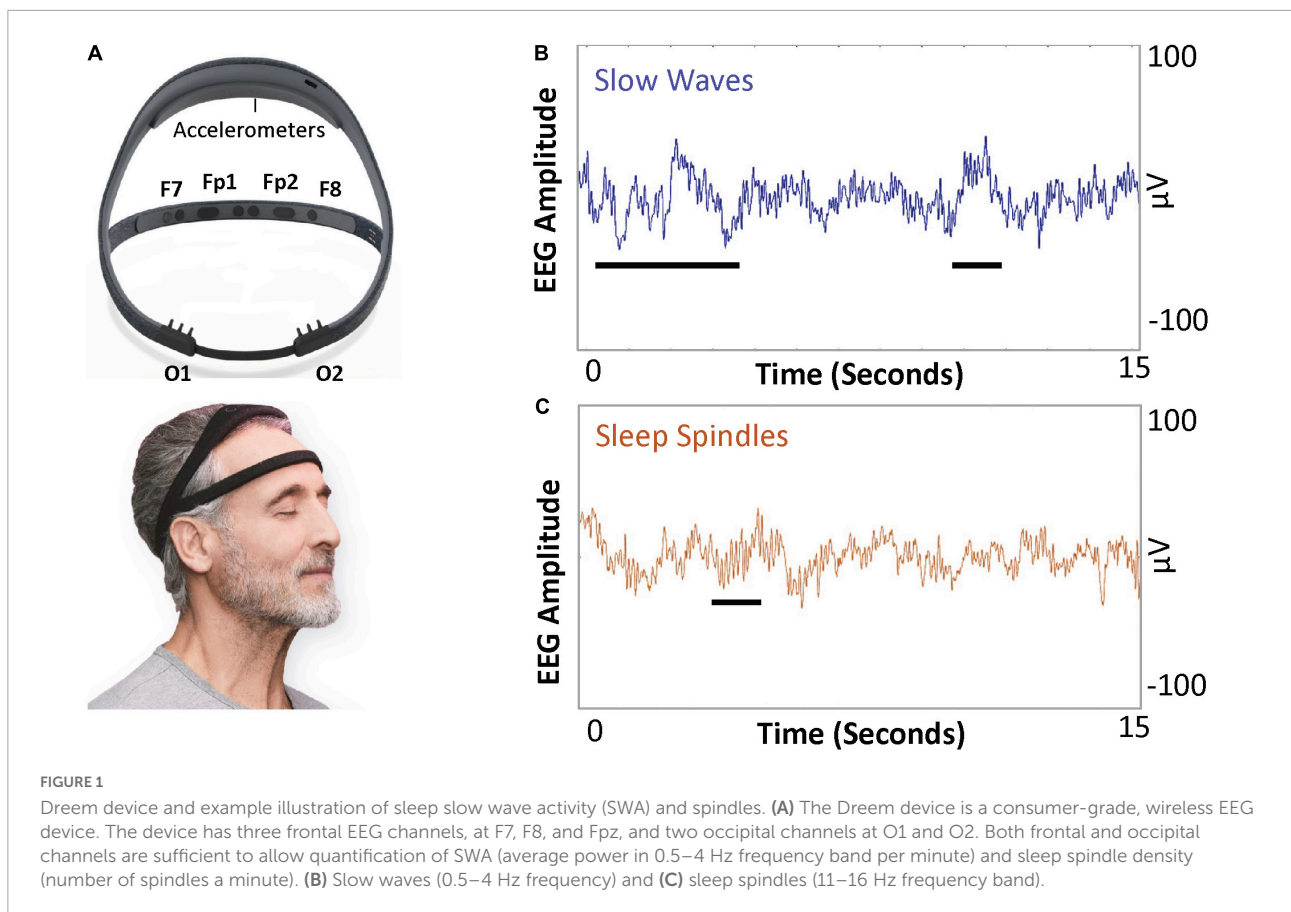 A
Accelerometers
F7 Fp1 Fp2 F8
O1 O2
B
Slow Waves
EEG Amplitude
100
µV
-100
0 Time (Seconds) 15
C
Sleep Spindles
EEG Amplitude
100
µV
-100
0 Time (Seconds) 15
FIGURE 1
Dreem device and example illustration of sleep slow wave activity (SWA) and spindles. (A) The Dreem device is a consumer-grade, wireless EEG
device. The device has three frontal EEG channels, at F7, F8, and Fpz, and two occipital channels at O1 and O2. Both frontal and occipital
channels are sufficient to allow quantification of SWA (average power in 0.5–4 Hz frequency band per minute) and sleep spindle density
(number of spindles a minute). (B) Slow waves (0.5–4 Hz frequency) and (C) sleep spindles (11–16 Hz frequency band).